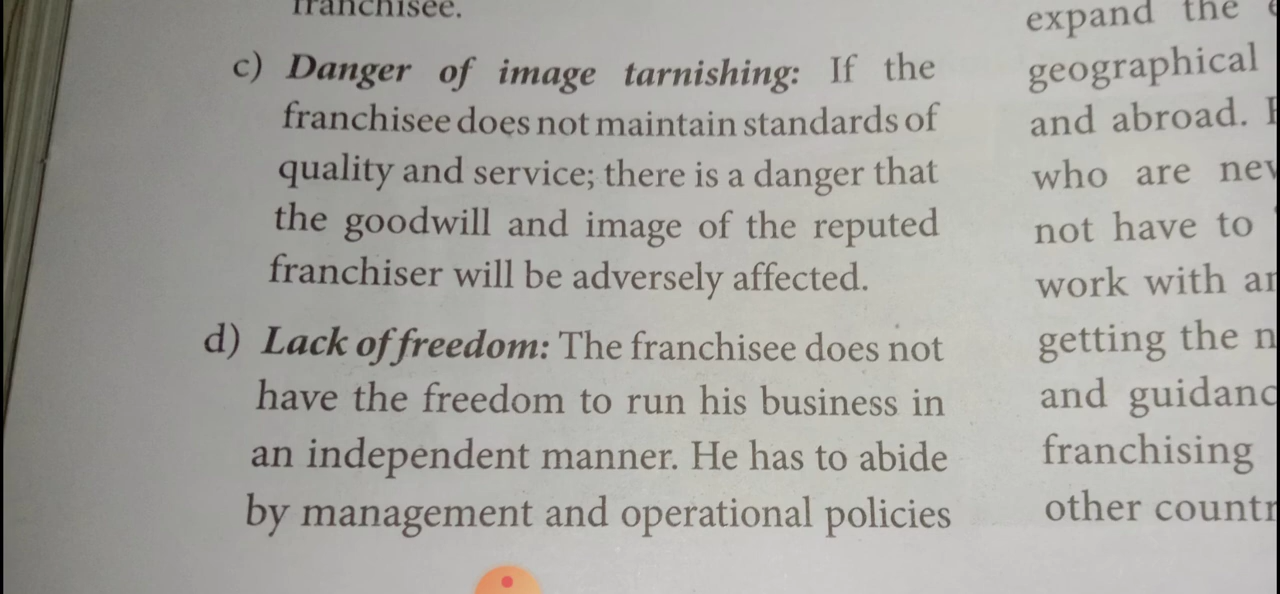 franchisee.
c) Danger of image tarnishing: If the
franchisee does not maintain standards of
quality and service; there is a danger that
the goodwill and image of the reputed
franchiser will be adversely affected.
d) Lack of freedom: The franchisee does not
have the freedom to run his business in
an independent manner. He has to abide
by management and operational policies
expand the
geographical
and abroad.
who are
not have to
work with
getting the
and
franchising
other